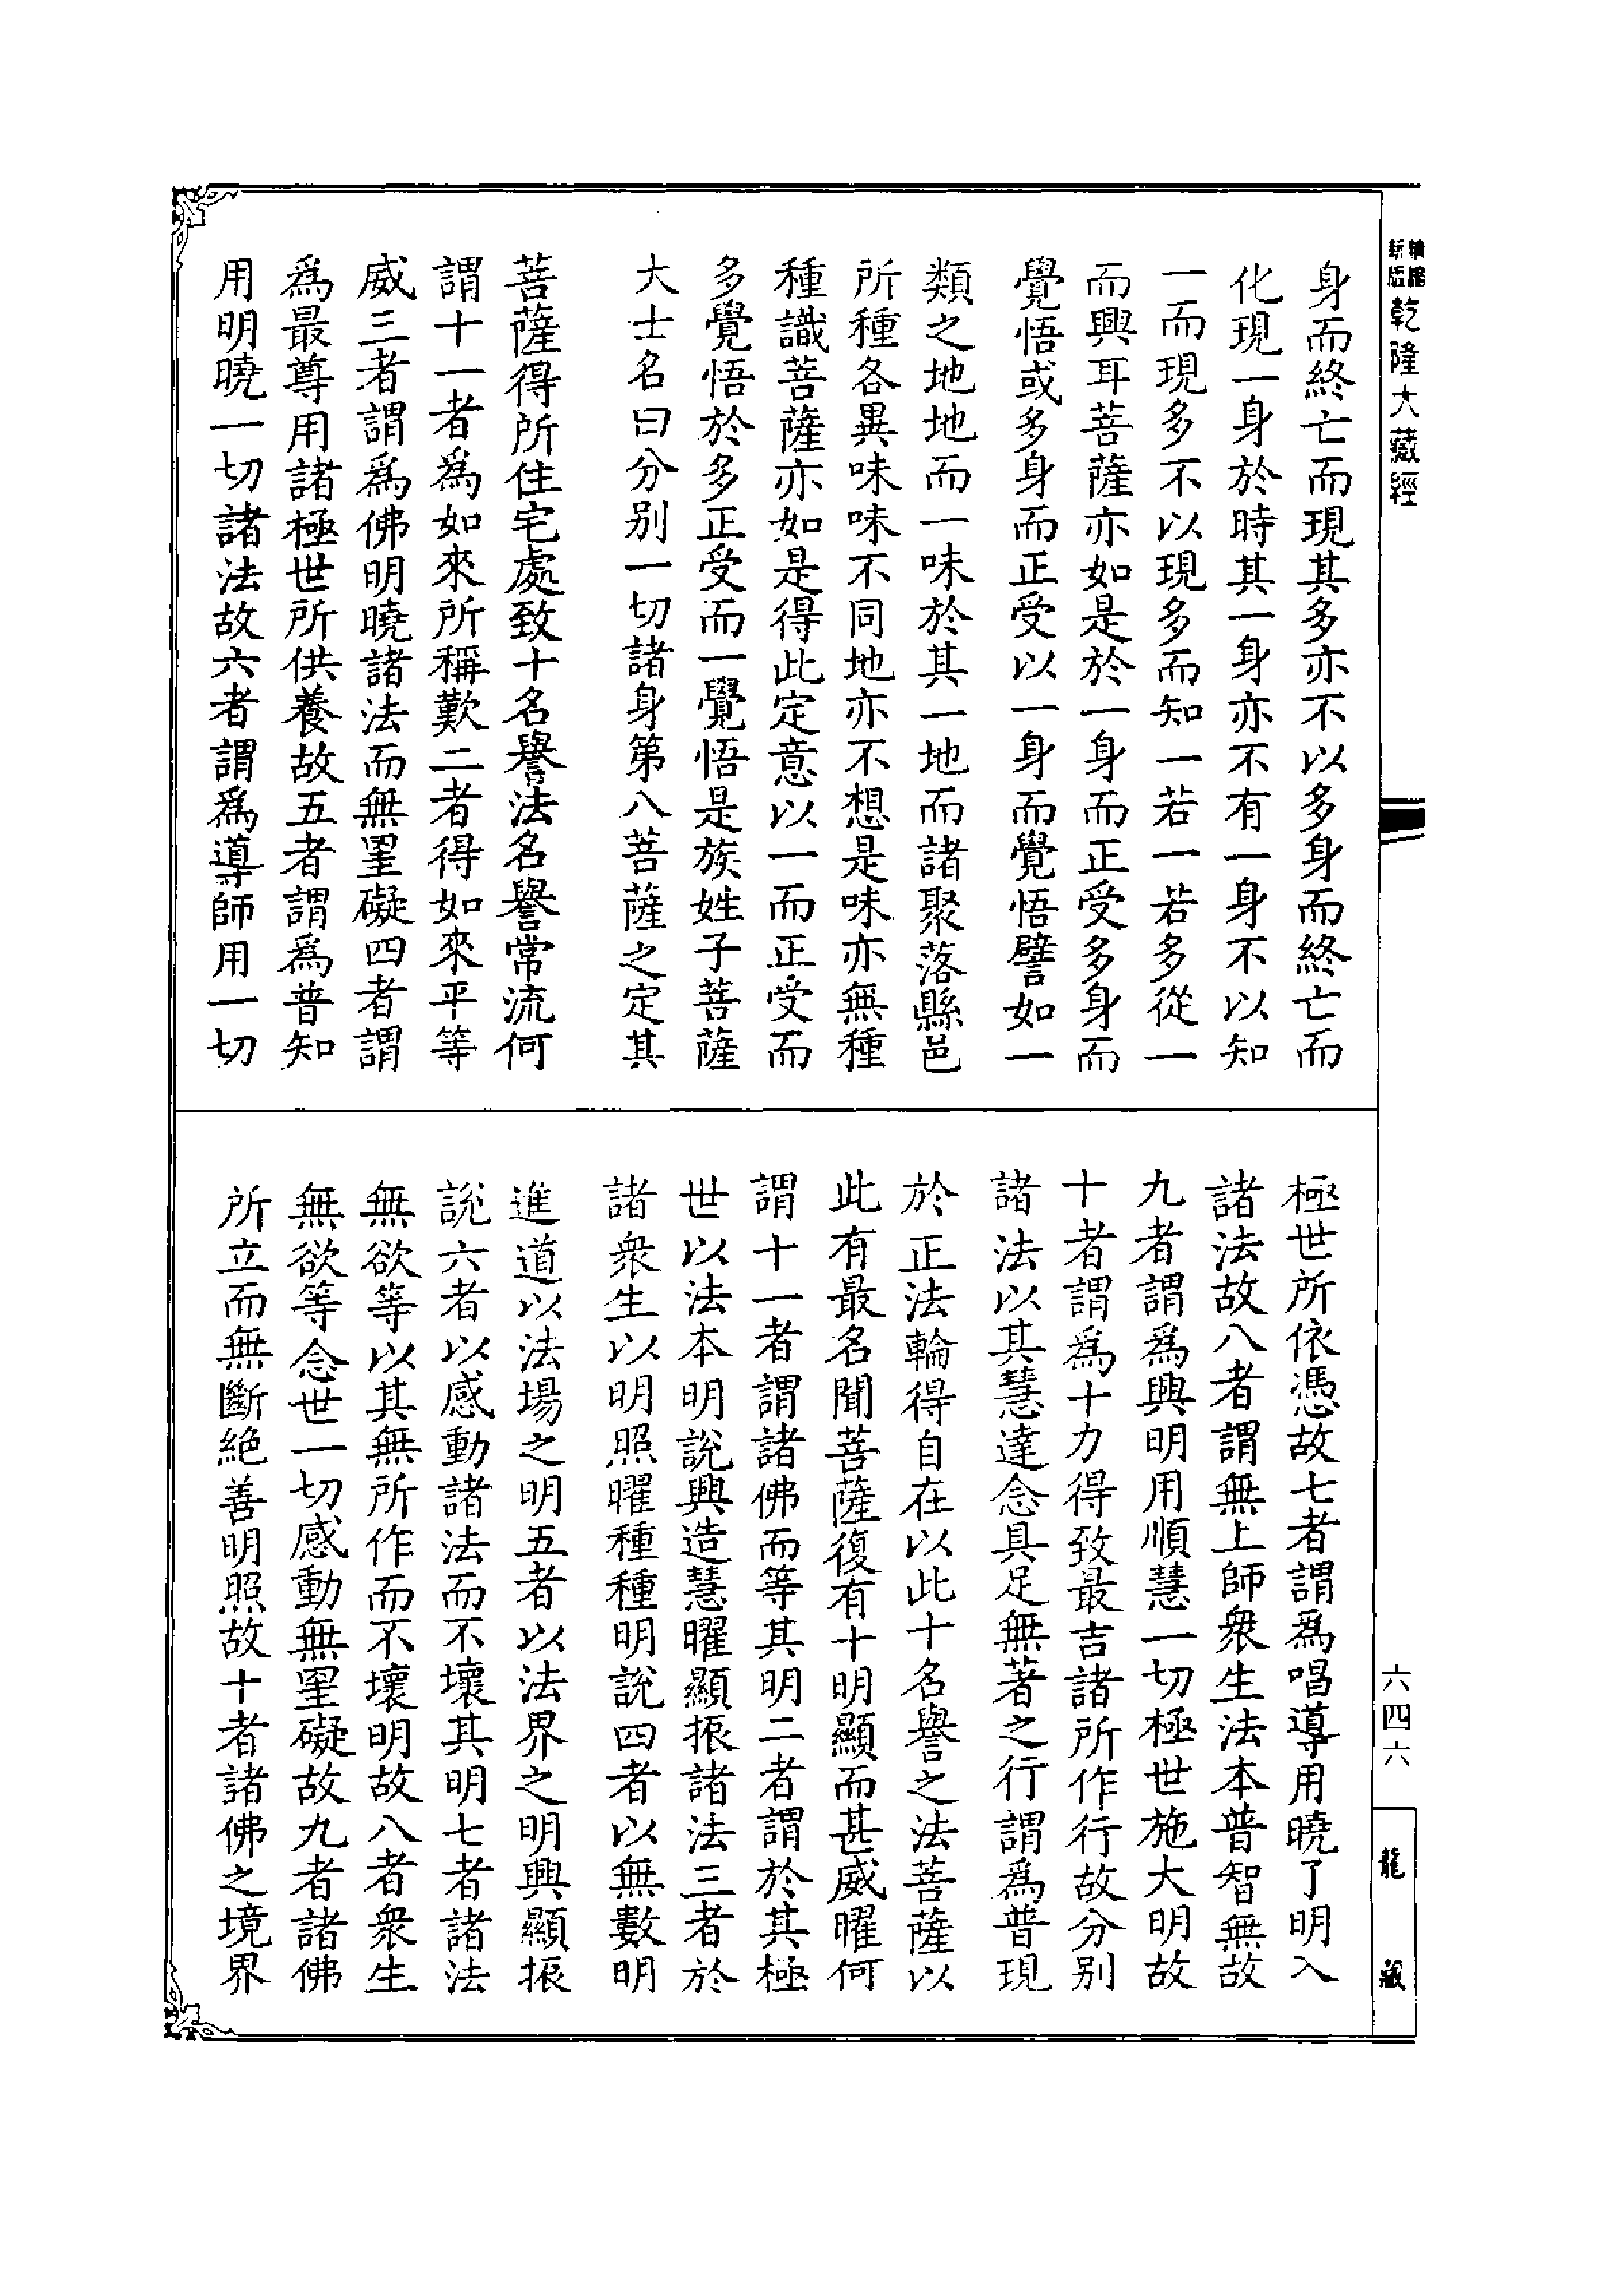 精縮
新版
乾隆大藏經
身而終亡而現其多亦不以多身而終亡而
化現一身於時其一身亦不有一身不以知
一而現多不以現多而知一若一若多從一
而興耳菩薩亦如是於一身而正受多身而
覺悟或多身而正受以一身而覺悟譬如一
類之地地而一味於其一地而諸聚落縣邑
所種各異味味不同地亦不想是味亦無種
種識菩薩亦如是得此定意以一而正受而
多覺悟於多正受而一覺悟是族姓子菩薩
大士名曰分別一切諸身第八菩薩之定其
菩薩得所住宅處致十名譽法名譽常流何
謂十一者為如來所稱歎二者得如來平等
威三者謂為佛明曉諸法而無罣礙四者謂
為最尊用諸極世所供養故五者謂為普知
用明曉一切諸法故六者謂為導師用一切
極世所依憑故七者謂為唱導用曉了明入
諸法故八者謂無上師衆生法本普智無故
九者謂為興明用順慧一切極世施大明故
十者謂為十力得致最吉諸所作行故分別
諸法以其慧達念具足無著之行謂為普現
於正法輪得自在以此十名譽之法菩薩以
此有最名聞菩薩復有十明顯而甚威曜何
謂十一者謂諸佛而等其明二者謂於其極
世以法本明說興造慧曜顯振諸法三者於
諸衆生以明照曜種種明說四者以無數明
進道以法場之明五者以法界之明興顯振
說六者以感動諸法而不壞其明七者諸法
無欲等以其無所作而不壞明故八者衆生
無欲等念世一切感動無罣礙故九者諸佛
所立而無斷絕善明照故十者諸佛之境界
六四六
龍藏